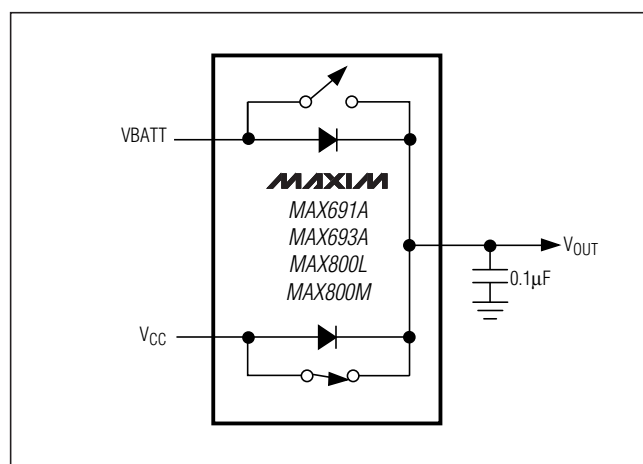 VBATT
MAXIM
MAX691A
MAX693A
MAX800L
MAX800M
VOUT
0.1µF
VCC